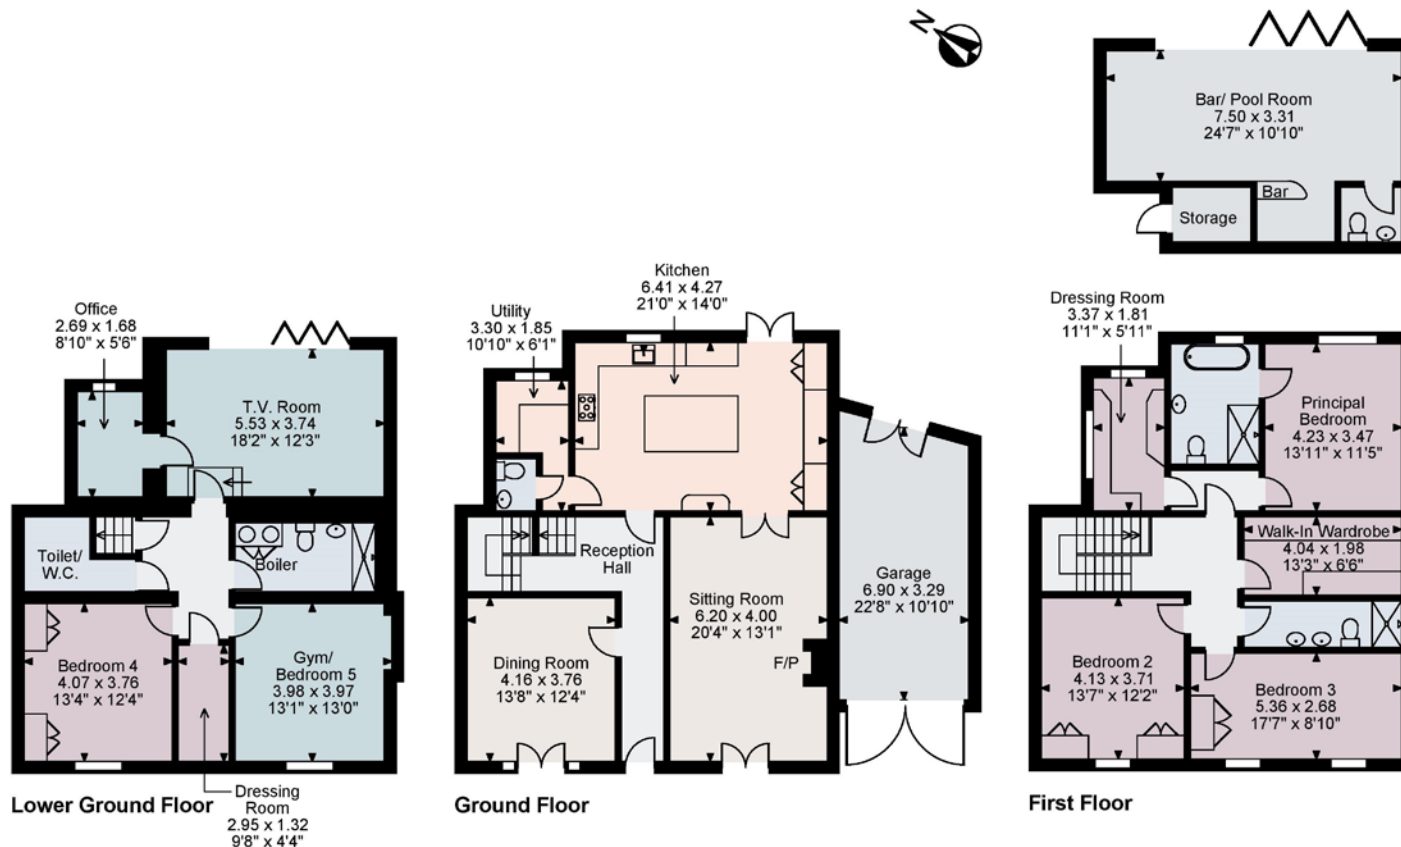 N
Bar/ Pool Room
7.50 x 3.31
24'7" x 10'10"
Bar
Storage
Office
2.69 x 1.68
8'10" x 5'6"
T.V. Room
5.53 x 3.74
18'2" x 12'3"
Toilet/
W.C.
Boiler
Bedroom 4
4.07 x 3.76
13'4" x 12'4"
Gym/
Bedroom 5
3.98 x 3.97
13'1" x 13'0"
Dressing
Room
2.95 x 1.32
9'8" x 4'4"
Lower Ground Floor
Kitchen
6.41 x 4.27
21'0" x 14'0"
Utility
3.30 x 1.85
10'10" x 6'1"
Reception
Hall
Dining Room
4.16 x 3.76
13'8" x 12'4"
Sitting Room
6.20 x 4.00
20'4" x 13'1"
F/P
Garage
6.90 x 3.29
22'8" x 10'10"
Ground Floor
Dressing Room
3.37 x 1.81
11'1" x 5'11"
Principal
Bedroom
4.23 x 3.47
13'11" x 11'5"
Walk-In Wardrobe
4.04 x 1.98
13'3" x 6'6"
Bedroom 2
4.13 x 3.71
13'7" x 12'2"
Bedroom 3
5.36 x 2.68
17'7" x 8'10"
First Floor